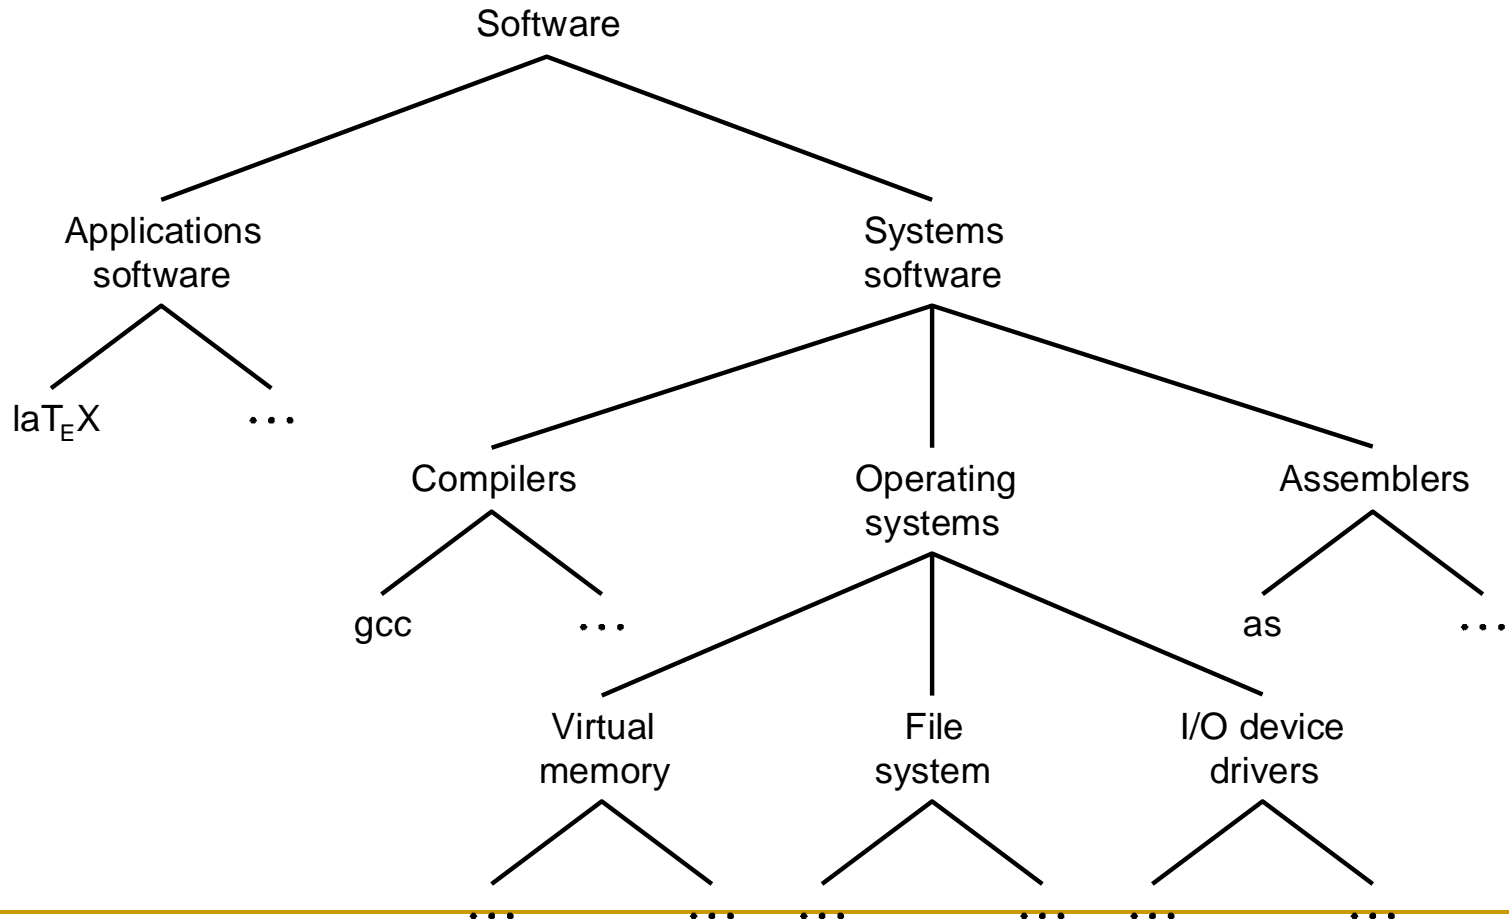 Software
Applications
software
Systems
software
laTEX
...
Compilers
Operating
systems
Assemblers
gcc
...
as
...
Virtual
memory
File
system
I/O device
drivers
... ... ... ... ... ...